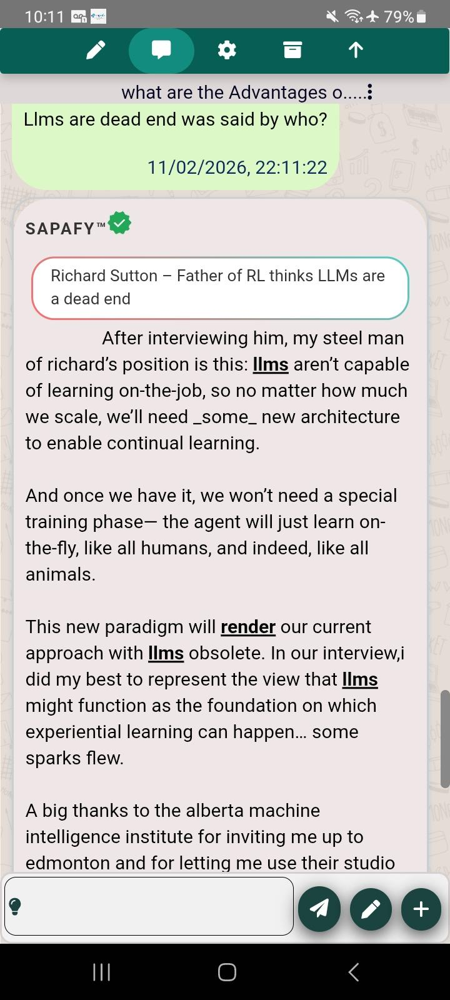 10:11
79%
what are the Advantages o.....
Llms are dead end was said by who?
11/02/2026, 22:11:22
SAPAFY™
Richard Sutton – Father of RL thinks LLMs are
a dead end
After interviewing him, my steel man
of richard's position is this: llms aren't capable
of learning on-the-job, so no matter how much
we scale, we'll need _some_ new architecture
to enable continual learning.
And once we have it, we won't need a special
training phase— the agent will just learn on-
the-fly, like all humans, and indeed, like all
animals.
This new paradigm will render our current
approach with llms obsolete. In our interview,i
did my best to represent the view that llms
might function as the foundation on which
experiential learning can happen… some
sparks flew.
A big thanks to the alberta machine
intelligence institute for inviting me up to
edmonton and for letting me use their studio